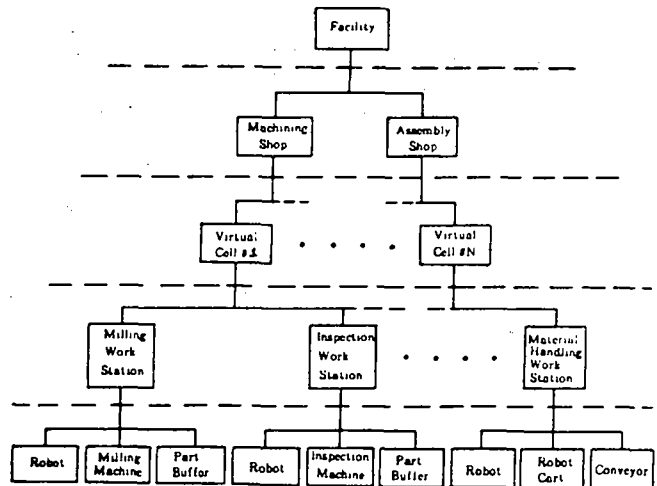 Facility
Machining
Shop
Assembly
Shop
Virtual
Cell #1
Virtual
Cell #N
Milling
Work
Station
Inspection
Work
Station
Material
Handling
Work
Station
Robot
Milling
Machine
Part
Buffer
Robot
Inspection
Machine
Part
Buffer
Robot
Robot
Cart
Conveyor